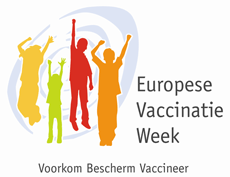 Europese
Vaccinatie
Week
Voorkom Bescherm Vaccineer